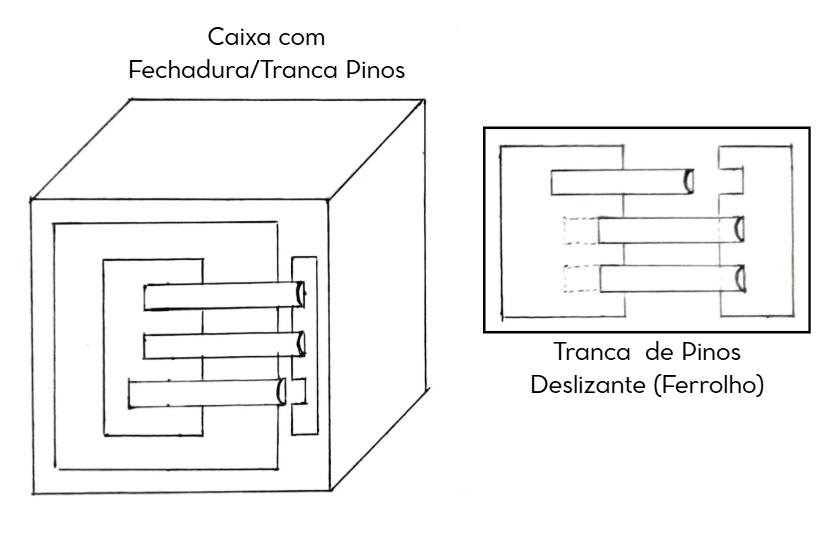 Caixa com
Fechadura/Tranca Pinos
Tranca de Pinos
Deslizante (Ferrolho)